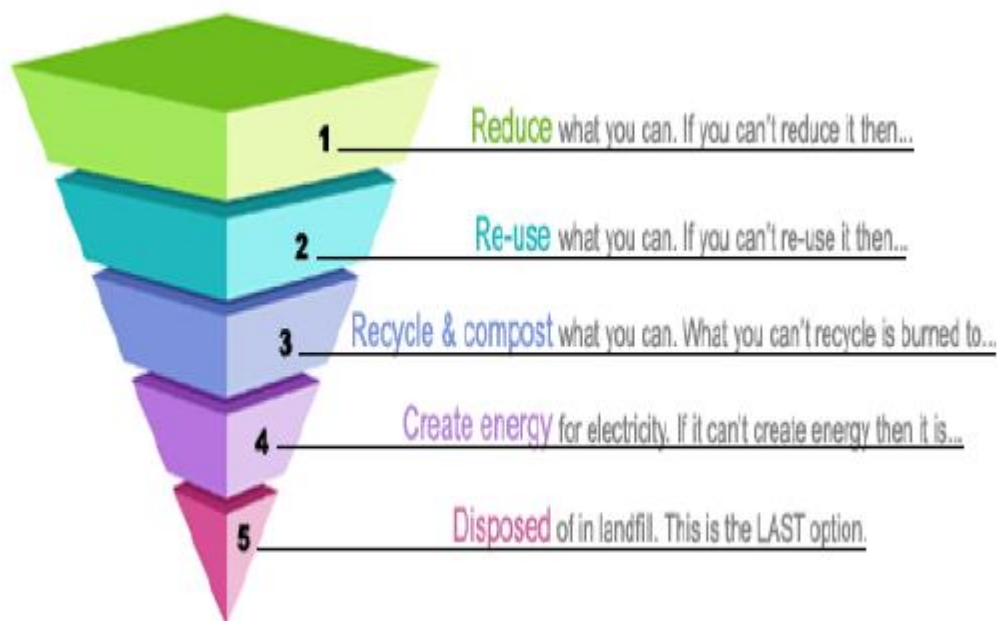 1 Reduce what you can. If you can't reduce it then...
2 Re-use what you can. If you can't re-use it then...
3 Recycle & compost what you can. What you can't recycle is burned to...
4 Create energy for electricity. If it can't create energy then it is...
5 Disposed of in landfill. This is the LAST option.